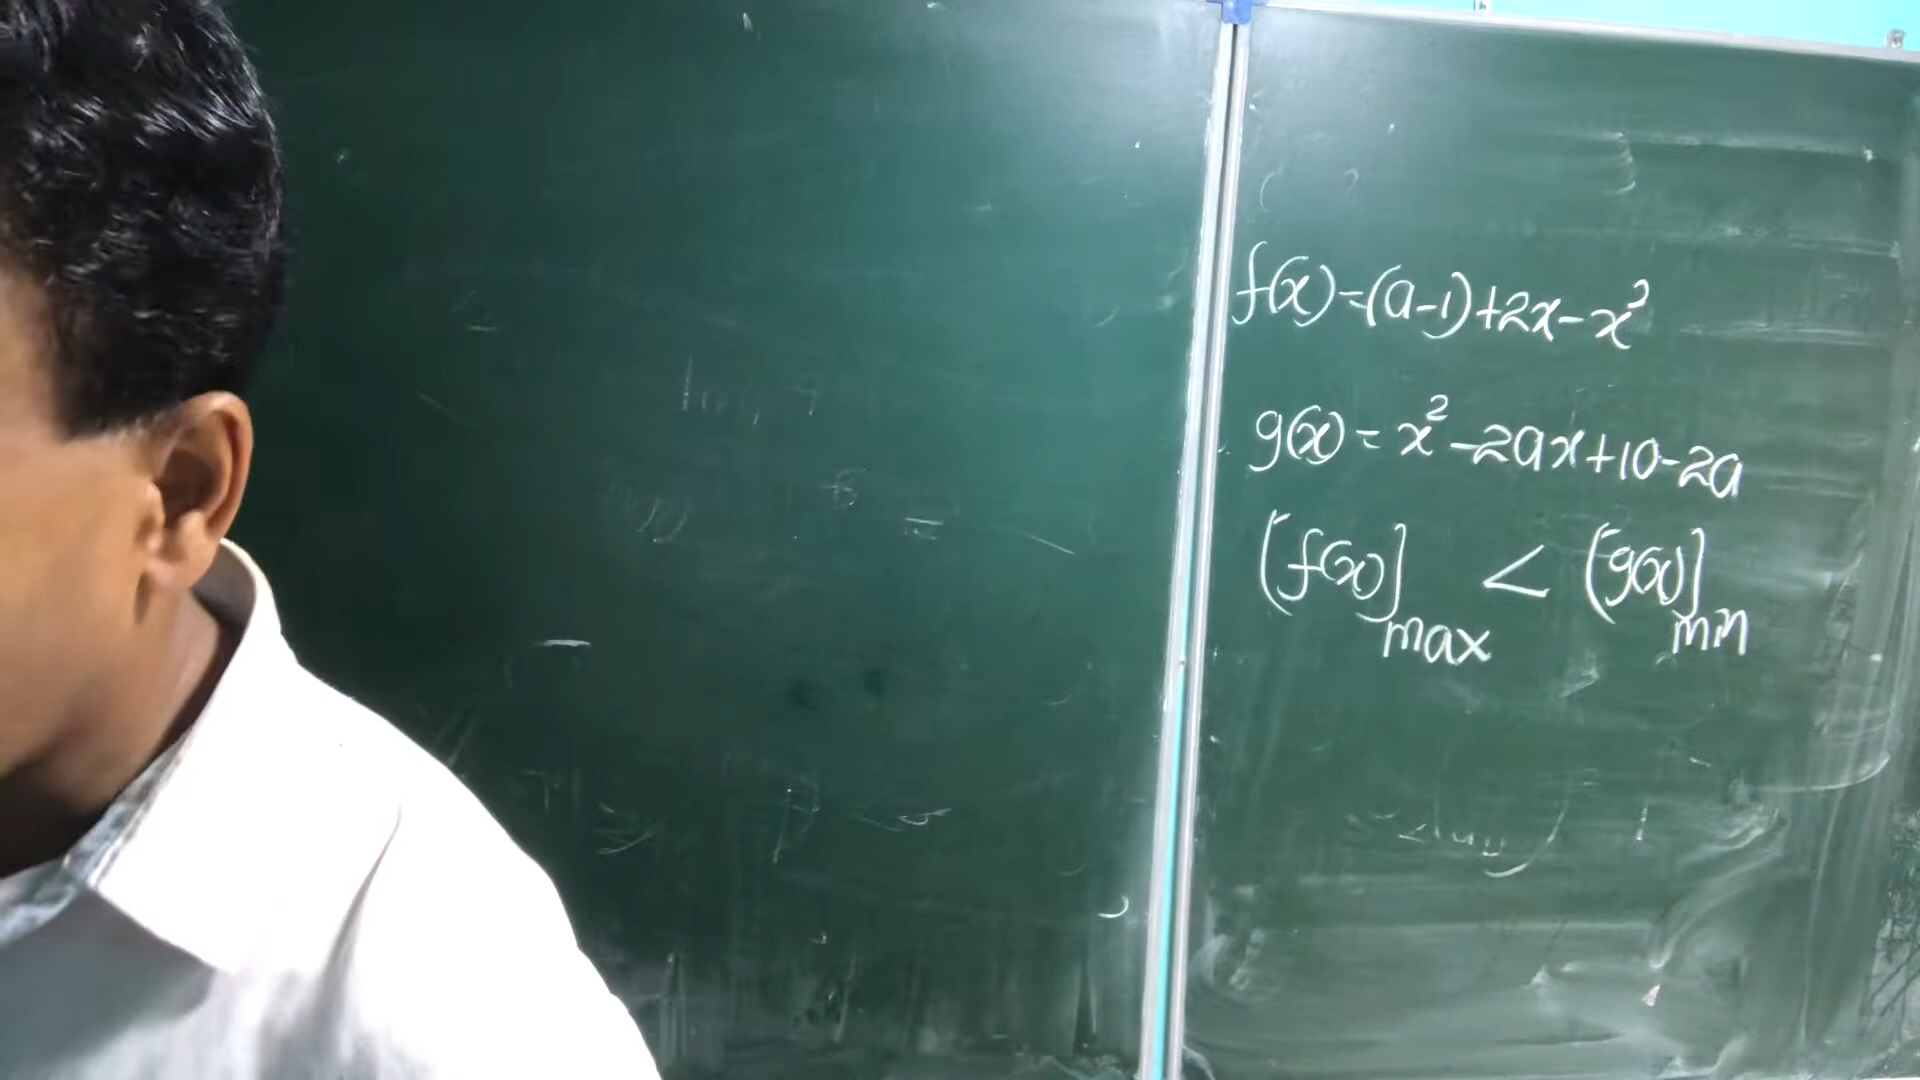 f(x)=(a-1)+2x-x²
g(x)=x²-2ax+10-2a
[f(x)]max < [g(x)]min